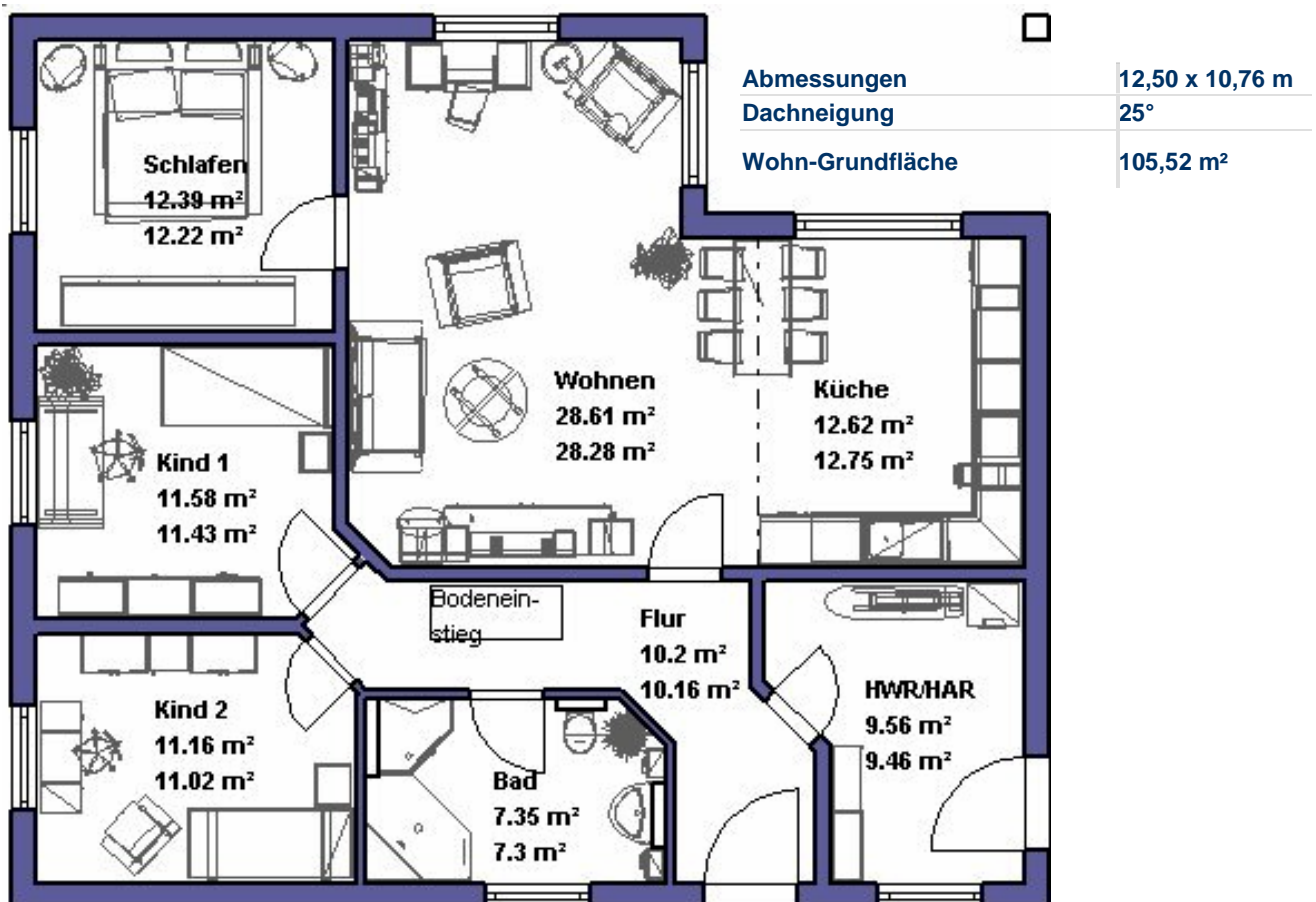 Abmessungen 12,50 x 10,76 m
Dachneigung 25°
Wohn-Grundfläche 105,52 m²
Schlafen
12.39 m²
12.22 m²
Wohnen
28.61 m²
28.28 m²
Küche
12.62 m²
12.75 m²
Kind 1
11.58 m²
11.43 m²
Bodenein-
stieg
Flur
10.2 m²
10.16 m²
HWR/HAR
9.56 m²
9.46 m²
Kind 2
11.16 m²
11.02 m²
Bad
7.35 m²
7.3 m²